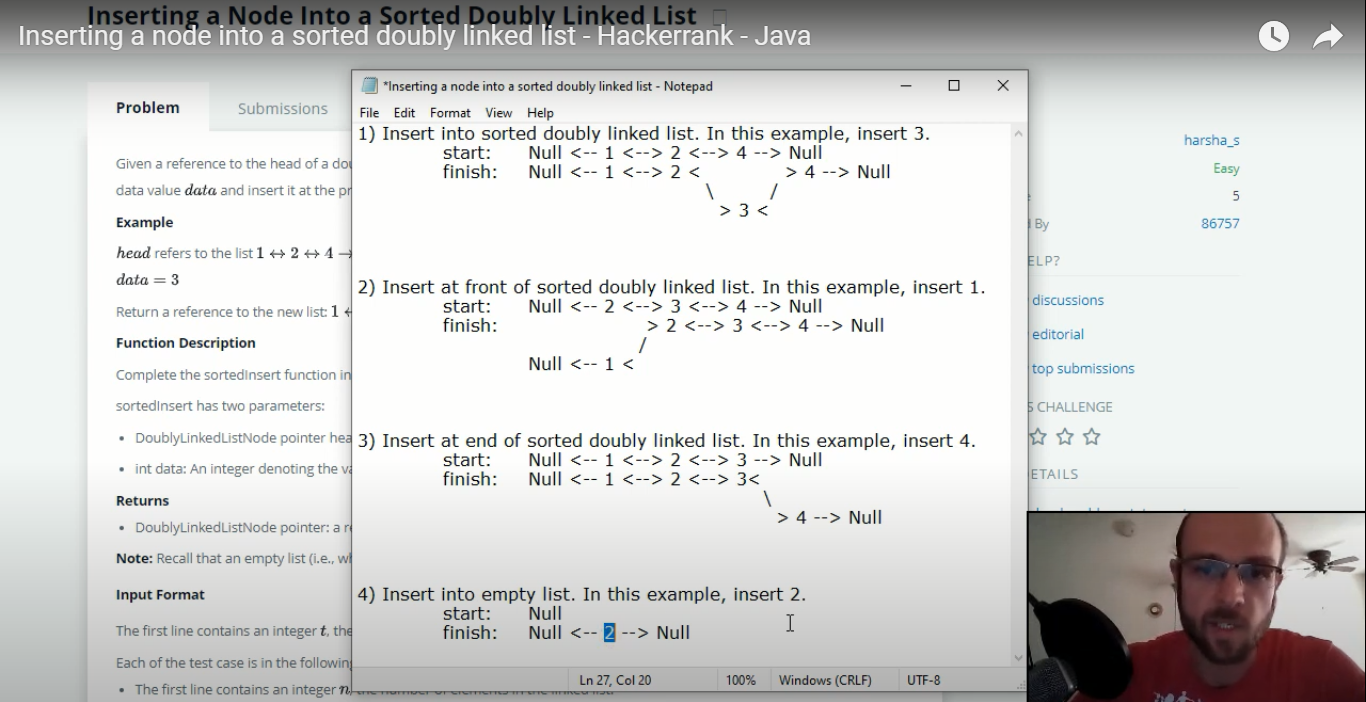 Inserting a Node Into a Sorted Doubly Linked List
Inserting a node into a sorted doubly linked list - Hackerrank - Java
Problem
Submissions
Given a reference to the head of a dou
data value data and insert it at the pr
Example
head refers to the list 1 ↔ 2 ↔ 4 →
data = 3
Return a reference to the new list: 1 ↔
Function Description
Complete the sortedInsert function in
sortedInsert has two parameters:
• DoublyLinkedListNode pointer hea
• int data: An integer denoting the va
Returns
• DoublyLinkedListNode pointer: a re
Note: Recall that an empty list (i.e., wh
Input Format
The first line contains an integer t, the
Each of the test case is in the following
• The first line contains an integer n, the number of elements in the linked list.
*Inserting a node into a sorted doubly linked list - Notepad
File Edit Format View Help
1) Insert into sorted doubly linked list. In this example, insert 3.
start: Null <-- 1 <--> 2 <--> 4 --> Null
finish: Null <-- 1 <--> 2 < > 4 --> Null
\ /
> 3 <
2) Insert at front of sorted doubly linked list. In this example, insert 1.
start: Null <-- 2 <--> 3 <--> 4 --> Null
finish: > 2 <--> 3 <--> 4 --> Null
/
Null <-- 1 <
3) Insert at end of sorted doubly linked list. In this example, insert 4.
start: Null <-- 1 <--> 2 <--> 3 --> Null
finish: Null <-- 1 <--> 2 <--> 3<
\
> 4 --> Null
4) Insert into empty list. In this example, insert 2.
start: Null
finish: Null <-- 2 --> Null
Ln 27, Col 20
100%
Windows (CRLF)
UTF-8
harsha_s
Easy
5
By
86757
ELP?
discussions
editorial
top submissions
S CHALLENGE
ETAILS